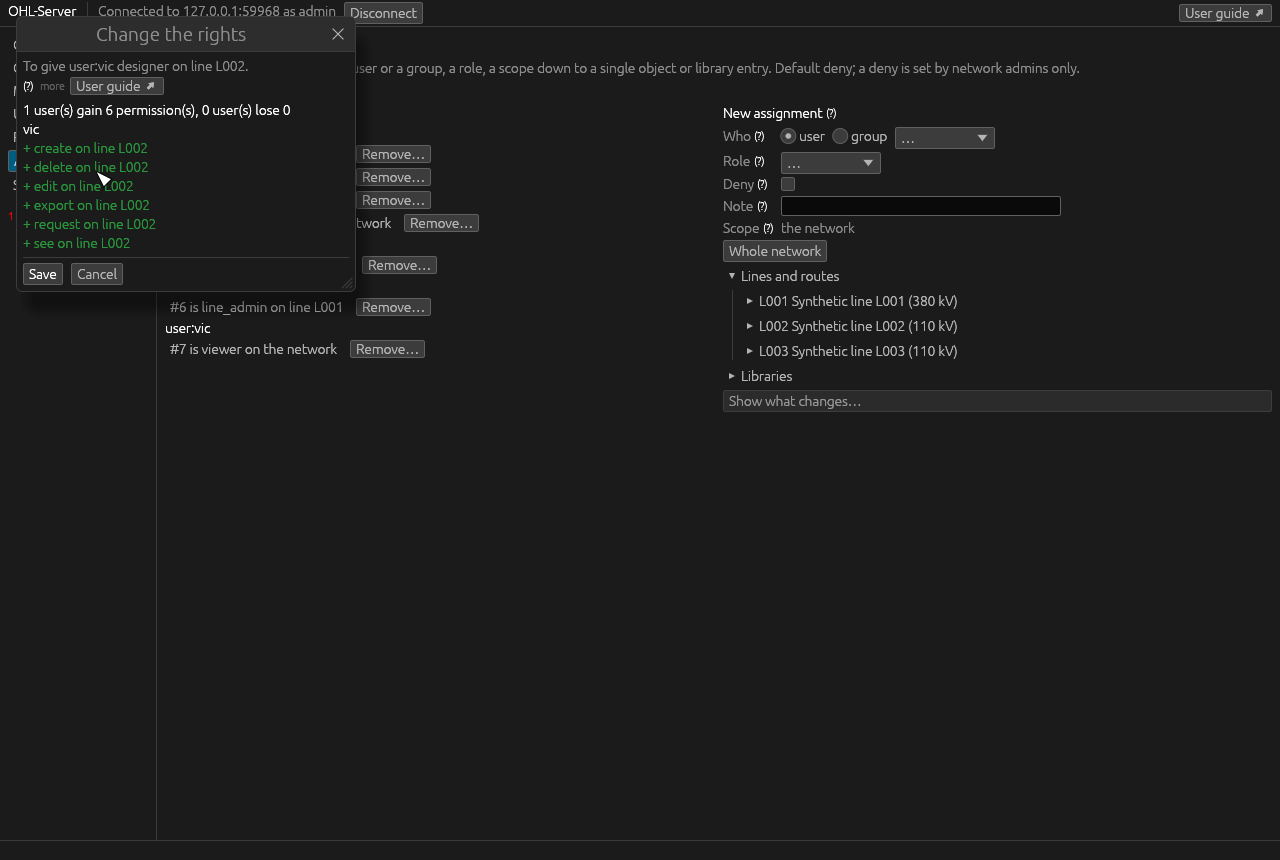 OHL-Server
Connected to 127.0.0.1:59968 as admin
Disconnect
User guide
Change the rights
To give user:vic designer on line L002.
(?) more User guide
1 user(s) gain 6 permission(s), 0 user(s) lose 0
vic
+ create on line L002
+ delete on line L002
+ edit on line L002
+ export on line L002
+ request on line L002
+ see on line L002
Save Cancel
user or a group, a role, a scope down to a single object or library entry. Default deny; a deny is set by network admins only.
Remove…
Remove…
Remove…
Remove…
Remove…
#6 is line_admin on line L001 Remove…
user:vic
#7 is viewer on the network Remove…
New assignment (?)
Who (?) user group …
Role (?) …
Deny (?)
Note (?)
Scope (?) the network
Whole network
Lines and routes
L001 Synthetic line L001 (380 kV)
L002 Synthetic line L002 (110 kV)
L003 Synthetic line L003 (110 kV)
Libraries
Show what changes…